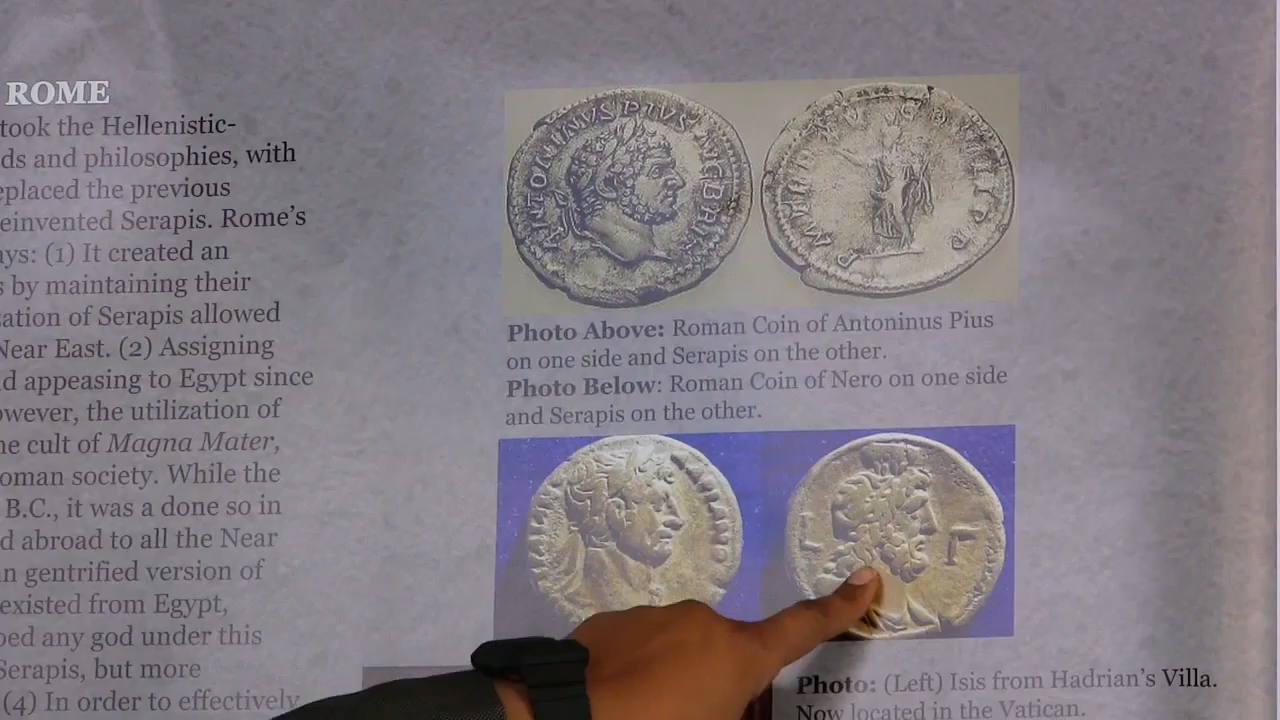 ROME
took the Hellenistic-
ds and philosophies, with
eplaced the previous
einvented Serapis. Rome's
ys: (1) It created an
s by maintaining their
zation of Serapis allowed
Near East. (2) Assigning
d appeasing to Egypt since
owever, the utilization of
ne cult of Magna Mater,
oman society. While the
B.C., it was a done so in
d abroad to all the Near
n gentrified version of
existed from Egypt,
ped any god under this
Serapis, but more
(4) In order to effectively
ANTONINVS PIVS AVG BRIT
Photo Above: Roman Coin of Antoninus Pius
on one side and Serapis on the other.
Photo Below: Roman Coin of Nero on one side
and Serapis on the other.
Photo: (Left) Isis from Hadrian's Villa.
Now located in the Vatican.